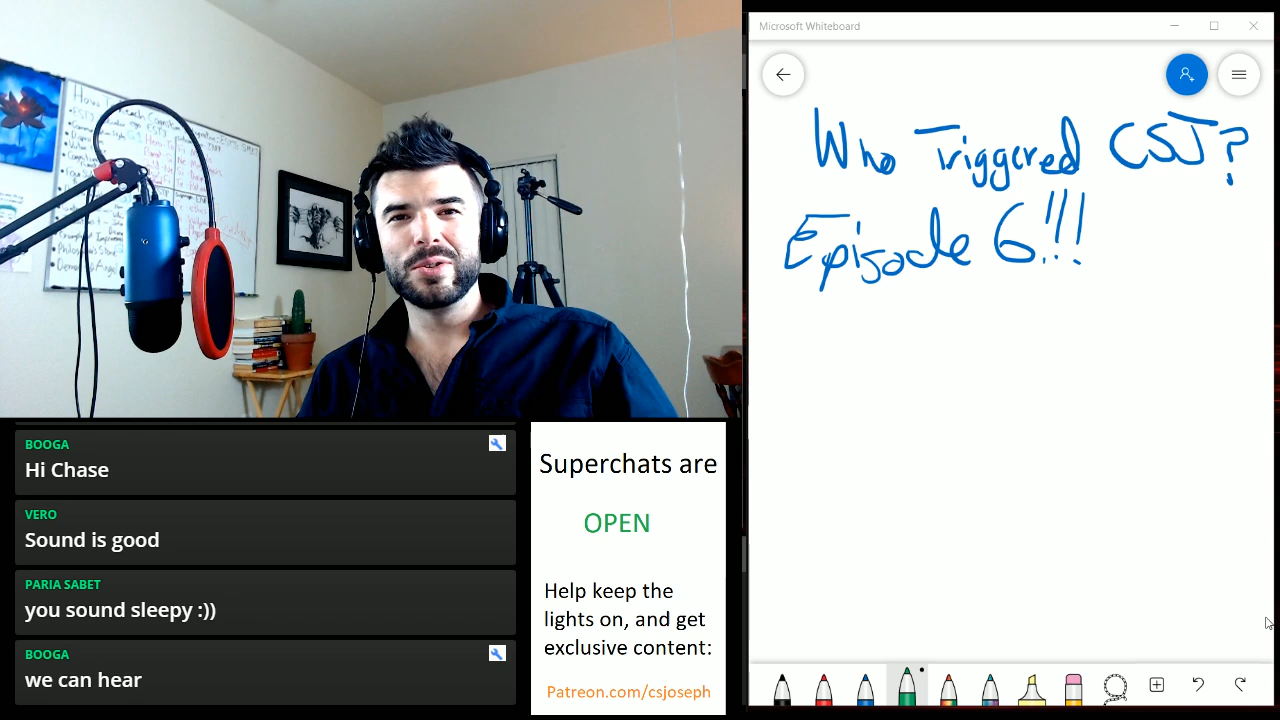 Microsoft Whiteboard
Who Triggered CSJ?
Episode 6!!!
BOOGA
Hi Chase
VERO
Sound is good
PARIA SABET
you sound sleepy :))
BOOGA
we can hear
Superchats are
OPEN
Help keep the
lights on, and get
exclusive content:
Patreon.com/csjoseph